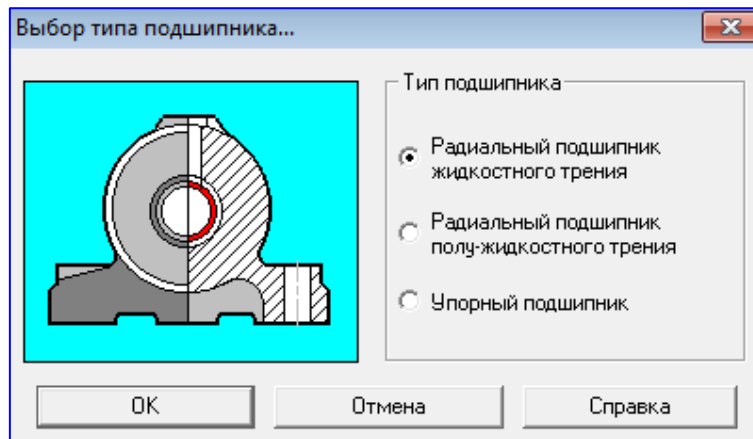 Выбор типа подшипника...
Тип подшипника
Радиальный подшипник
жидкостного трения
Радиальный подшипник
полу-жидкостного трения
Упорный подшипник
OK
Отмена
Справка